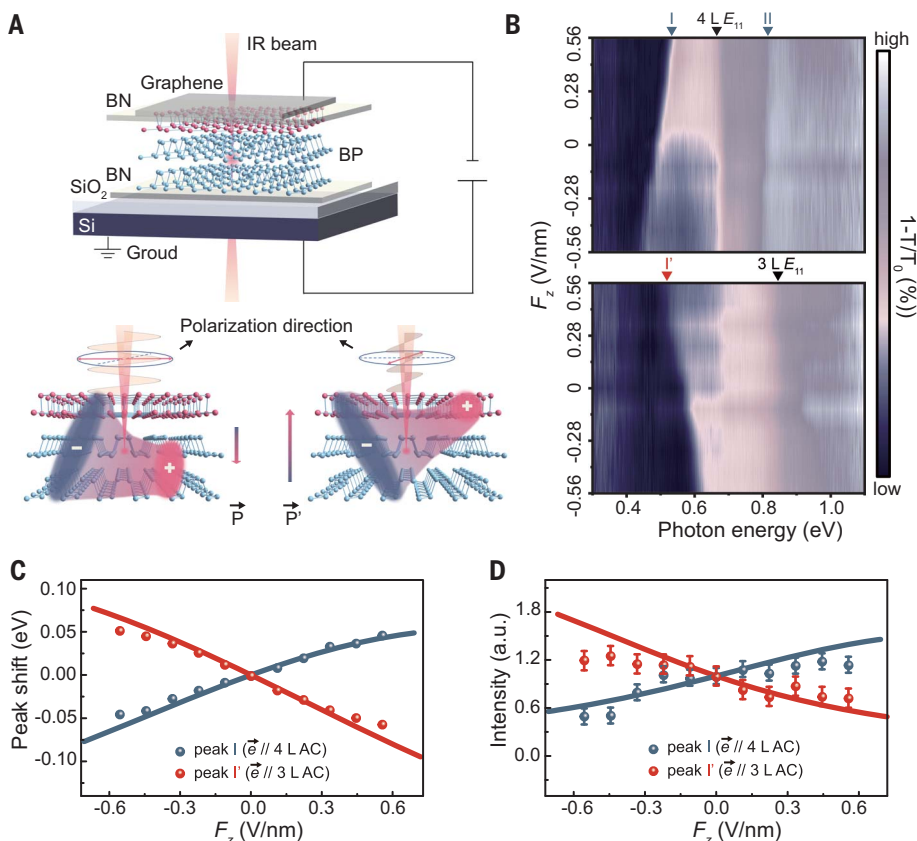 A
IR beam
Graphene
BN
BP
BN
SiO₂
Si
Groud
Polarization direction
−
+
P
−
+
P'
B
I
4 L E₁₁
II
0.56
0.28
0
-0.28
-0.56
I'
3 L E₁₁
0.56
0.28
0
-0.28
-0.56
F_z (V/nm)
0.4
0.6
0.8
1.0
Photon energy (eV)
high
1-T/T₀ (%))
low
C
Peak shift (eV)
0.10
0.05
0.00
-0.05
-0.10
peak I (e // 4 L AC)
peak I' (e // 3 L AC)
-0.6
-0.3
0.0
0.3
0.6
F_z (V/nm)
D
Intensity (a.u.)
1.8
1.2
0.6
0.0
peak I (e // 4 L AC)
peak I' (e // 3 L AC)
-0.6
-0.3
0.0
0.3
0.6
F_z (V/nm)